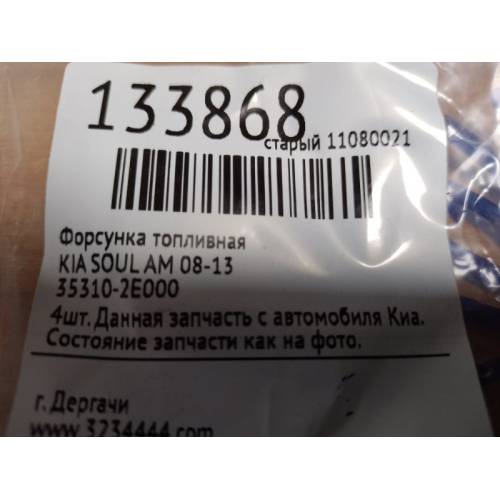 133868
старый 11080021
Форсунка топливная
KIA SOUL AM 08-13
35310-2E000
4шт. Данная запчасть с автомобиля Киа.
Состояние запчасти как на фото.
г. Дергачи
www.3234444.com